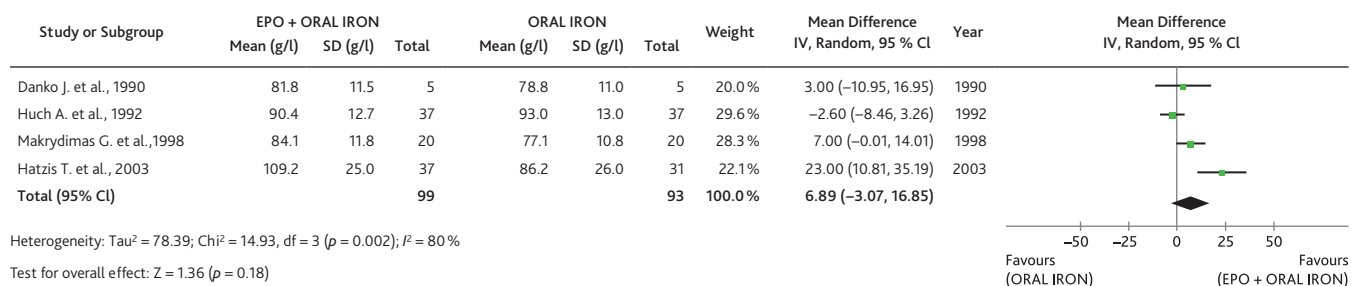 Study or Subgroup EPO + ORAL IRON ORAL IRON Weight Mean Difference Year Mean Difference
Mean (g/l) SD (g/l) Total Mean (g/l) SD (g/l) Total IV, Random, 95 % Cl IV, Random, 95 % Cl
Danko J. et al., 1990 81.8 11.5 5 78.8 11.0 5 20.0 % 3.00 (−10.95, 16.95) 1990
Huch A. et al., 1992 90.4 12.7 37 93.0 13.0 37 29.6 % −2.60 (−8.46, 3.26) 1992
Makrydimas G. et al.,1998 84.1 11.8 20 77.1 10.8 20 28.3 % 7.00 (−0.01, 14.01) 1998
Hatzis T. et al., 2003 109.2 25.0 37 86.2 26.0 31 22.1 % 23.00 (10.81, 35.19) 2003
Total (95% Cl) 99 93 100.0 % 6.89 (−3.07, 16.85)
Heterogeneity: Tau² = 78.39; Chi² = 14.93, df = 3 (p = 0.002); I² = 80 %
Test for overall effect: Z = 1.36 (p = 0.18)
−50 −25 0 25 50
Favours Favours
(ORAL IRON) (EPO + ORAL IRON)